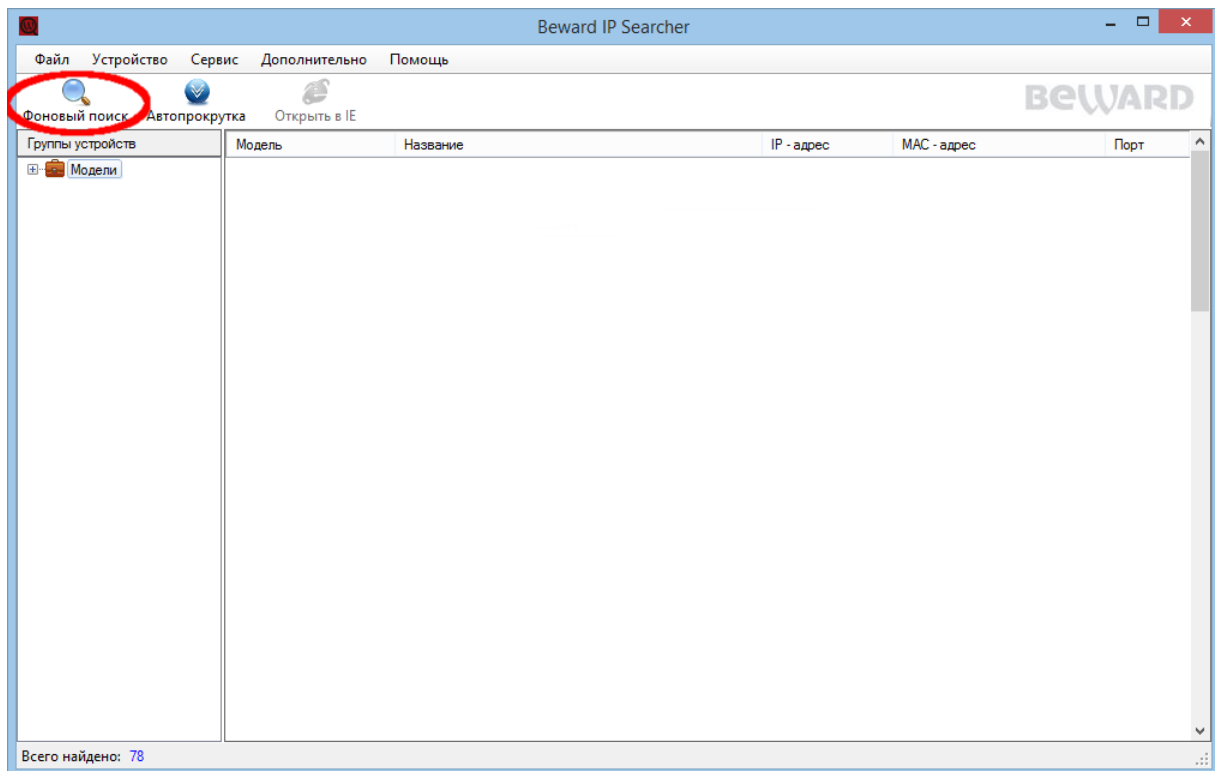 Beward IP Searcher
Файл Устройство Сервис Дополнительно Помощь
Фоновый поиск Автопрокрутка Открыть в IE BEWARD
Группы устройств Модель Название IP - адрес MAC - адрес Порт
Модели
Всего найдено: 78